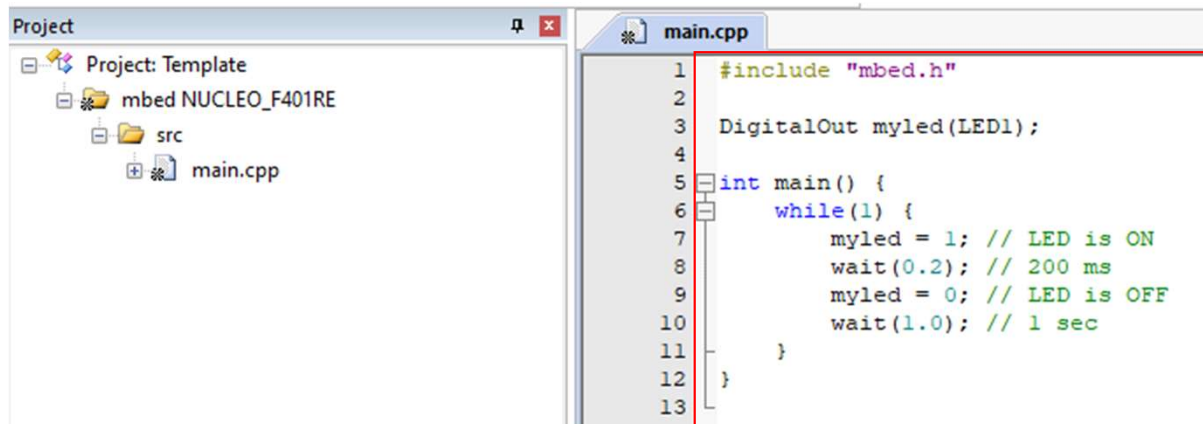 Project
Project: Template
mbed NUCLEO_F401RE
src
main.cpp
main.cpp
1 #include "mbed.h"
2
3 DigitalOut myled(LED1);
4
5 int main() {
6 while(1) {
7 myled = 1; // LED is ON
8 wait(0.2); // 200 ms
9 myled = 0; // LED is OFF
10 wait(1.0); // 1 sec
11 }
12 }
13